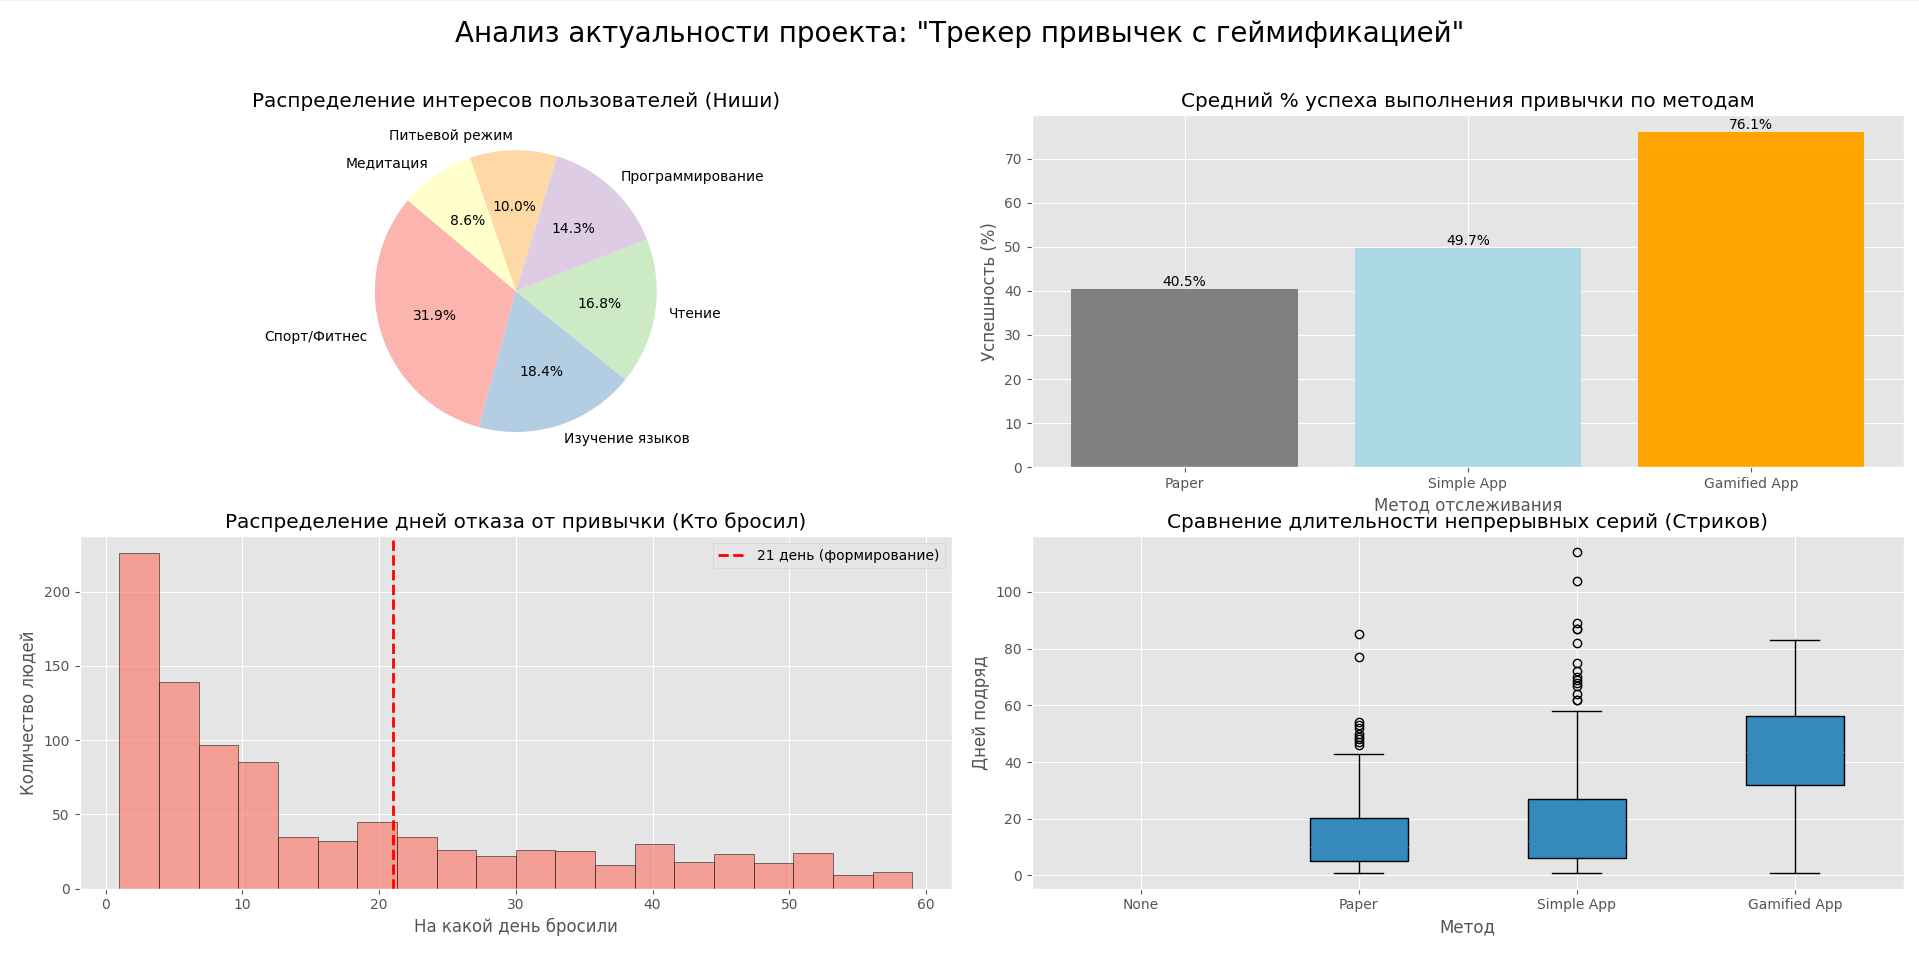 Анализ актуальности проекта: "Трекер привычек с геймификацией"
Распределение интересов пользователей (Ниши)
Питьевой режим
Медитация
Программирование
10.0%
8.6%
14.3%
31.9%
16.8%
Чтение
Спорт/Фитнес
18.4%
Изучение языков
Средний % успеха выполнения привычки по методам
76.1%
49.7%
40.5%
Успешность (%)
70
60
50
40
30
20
10
0
Paper
Simple App
Gamified App
Метод отслеживания
Распределение дней отказа от привычки (Кто бросил)
21 день (формирование)
Количество людей
200
150
100
50
0
0
10
20
30
40
50
60
На какой день бросили
Сравнение длительности непрерывных серий (Стриков)
Дней подряд
100
80
60
40
20
0
None
Paper
Simple App
Gamified App
Метод